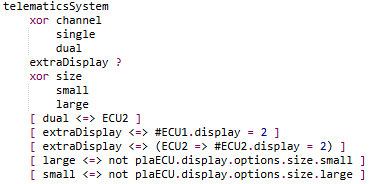 telematicsSystem
xor channel
single
dual
extraDisplay ?
xor size
small
large
[ dual <=> ECU2 ]
[ extraDisplay <=> #ECU1.display = 2 ]
[ extraDisplay <=> (ECU2 => #ECU2.display = 2) ]
[ large <=> not plaECU.display.options.size.small ]
[ small <=> not plaECU.display.options.size.large ]